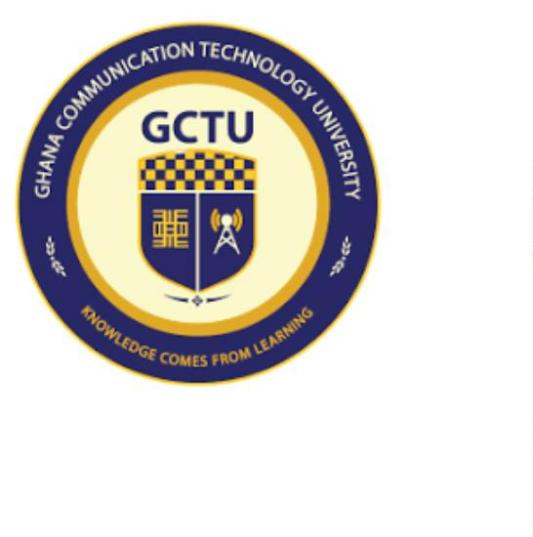 GHANA COMMUNICATION TECHNOLOGY UNIVERSITY
GCTU
KNOWLEDGE COMES FROM LEARNING